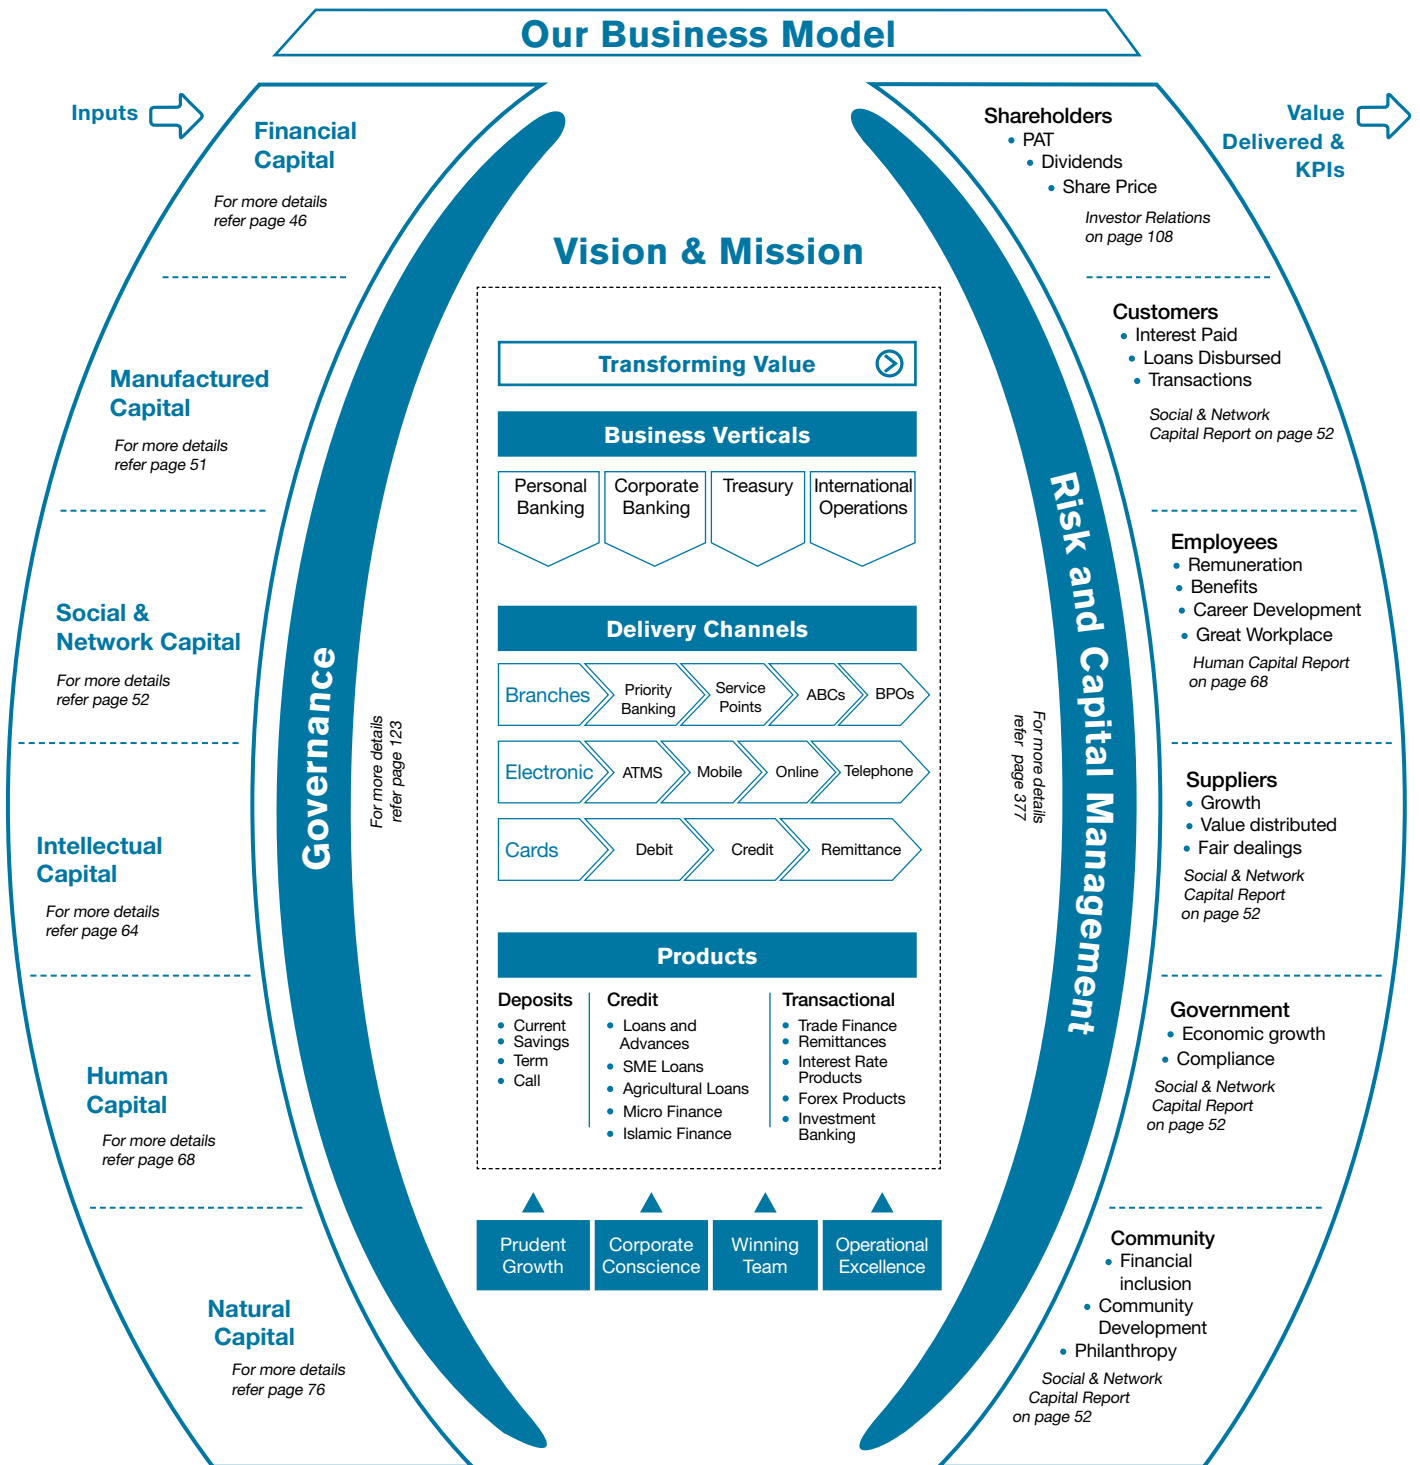 Our Business Model
Inputs
Financial
Capital
For more details
refer page 46
Manufactured
Capital
For more details
refer page 51
Social &
Network Capital
For more details
refer page 52
Intellectual
Capital
For more details
refer page 64
Human
Capital
For more details
refer page 68
Natural
Capital
For more details
refer page 76
Governance
For more details
refer page 123
Vision & Mission
Transforming Value
Business Verticals
Personal
Banking
Corporate
Banking
Treasury
International
Operations
Delivery Channels
Branches
Priority
Banking
Service
Points
ABCs
BPOs
Electronic
ATMS
Mobile
Online
Telephone
Cards
Debit
Credit
Remittance
Products
Deposits
• Current
• Savings
• Term
• Call
Credit
• Loans and
Advances
• SME Loans
• Agricultural Loans
• Micro Finance
• Islamic Finance
Transactional
• Trade Finance
• Remittances
• Interest Rate
Products
• Forex Products
• Investment
Banking
Prudent
Growth
Corporate
Conscience
Winning
Team
Operational
Excellence
For more details
refer page 377
Risk and Capital Management
Value
Delivered &
KPIs
Shareholders
• PAT
• Dividends
• Share Price
Investor Relations
on page 108
Customers
• Interest Paid
• Loans Disbursed
• Transactions
Social & Network
Capital Report on page 52
Employees
• Remuneration
• Benefits
• Career Development
• Great Workplace
Human Capital Report
on page 68
Suppliers
• Growth
• Value distributed
• Fair dealings
Social & Network
Capital Report
on page 52
Government
• Economic growth
• Compliance
Social & Network
Capital Report
on page 52
Community
• Financial
inclusion
• Community
Development
• Philanthropy
Social & Network
Capital Report
on page 52